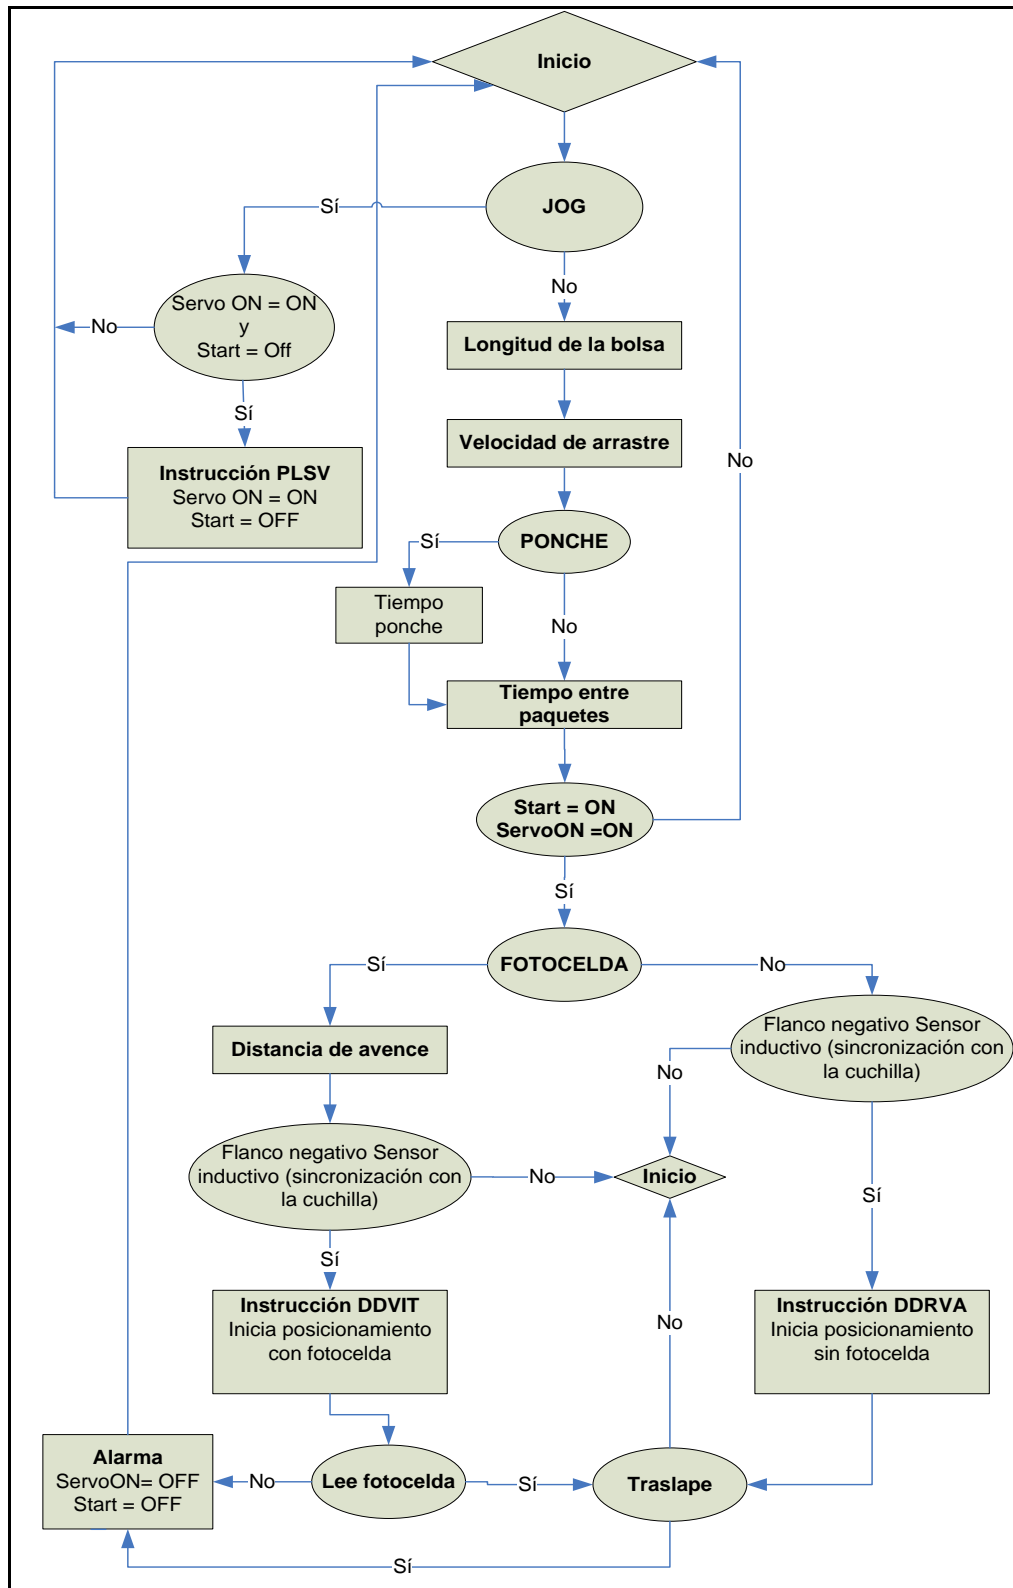 Inicio
JOG
Sí
No
Servo ON = ON
y
Start = Off
No
Sí
Instrucción PLSV
Servo ON = ON
Start = OFF
Longitud de la bolsa
Velocidad de arrastre
No
PONCHE
Sí
Tiempo
ponche
No
Tiempo entre
paquetes
Start = ON
ServoON =ON
Sí
FOTOCELDA
Sí
No
Distancia de avence
Flanco negativo Sensor
inductivo (sincronización con
la cuchilla)
No
Flanco negativo Sensor
inductivo (sincronización con
la cuchilla)
No
Inicio
Sí
Sí
Instrucción DDVIT
Inicia posicionamiento
con fotocelda
No
Instrucción DDRVA
Inicia posicionamiento
sin fotocelda
Alarma
ServoON= OFF
Start = OFF
No
Lee fotocelda
Sí
Traslape
Sí